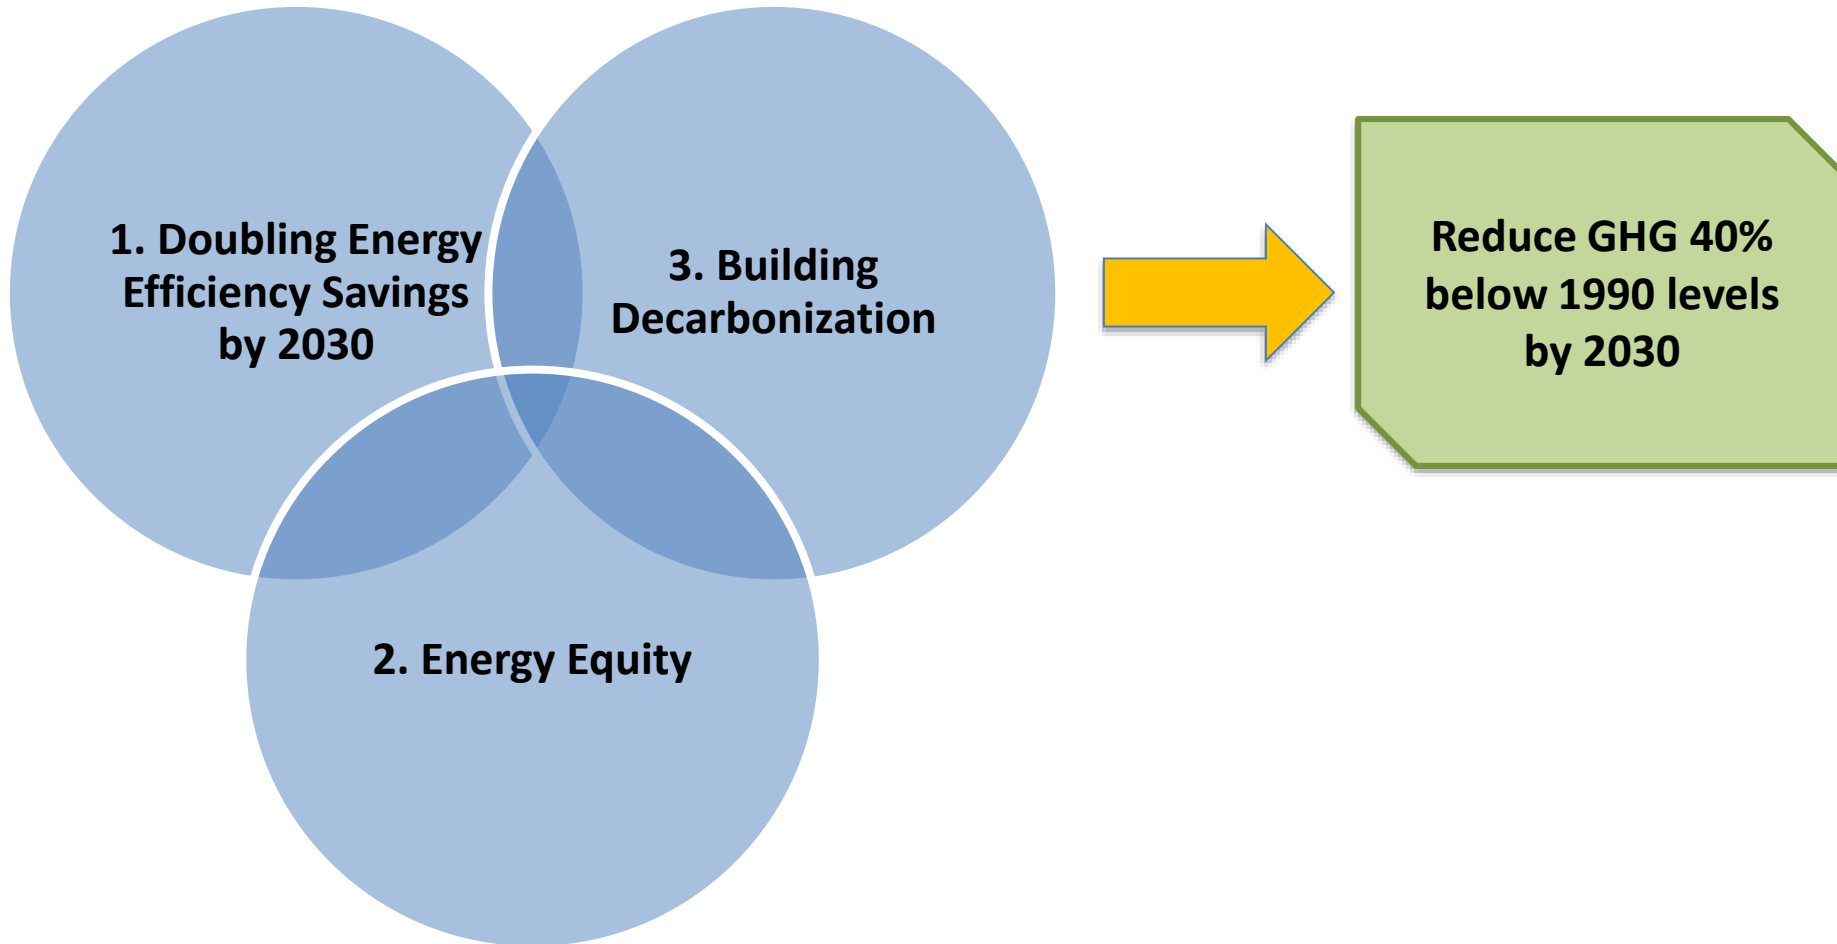 1. Doubling Energy
Efficiency Savings
by 2030
3. Building
Decarbonization
2. Energy Equity
Reduce GHG 40%
below 1990 levels
by 2030